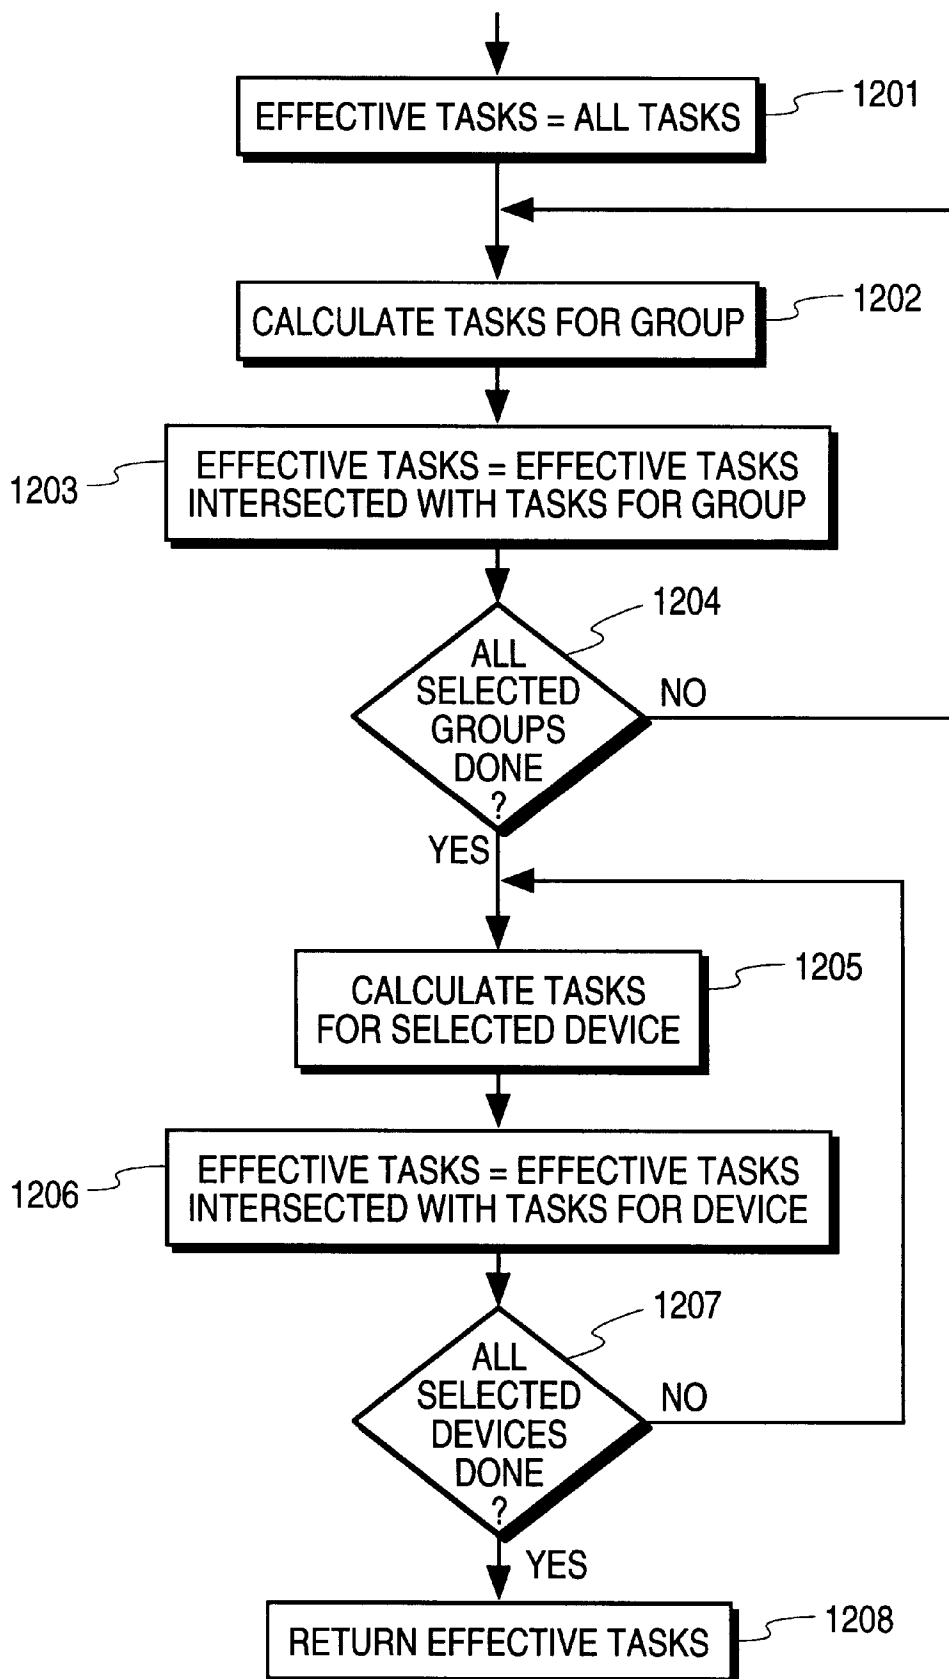 EFFECTIVE TASKS = ALL TASKS
1201
CALCULATE TASKS FOR GROUP
1202
1203
EFFECTIVE TASKS = EFFECTIVE TASKS
INTERSECTED WITH TASKS FOR GROUP
1204
ALL
SELECTED
GROUPS
DONE
?
NO
YES
1205
CALCULATE TASKS
FOR SELECTED DEVICE
1206
EFFECTIVE TASKS = EFFECTIVE TASKS
INTERSECTED WITH TASKS FOR DEVICE
1207
ALL
SELECTED
DEVICES
DONE
?
NO
YES
RETURN EFFECTIVE TASKS
1208